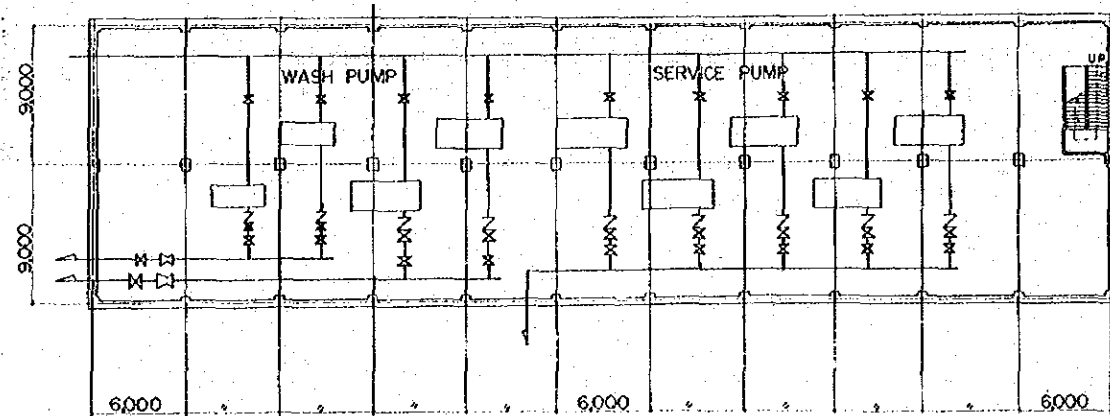 UP
WASH PUMP
SERVICE PUMP
9,000
9,000
6,000 〃 〃 〃 〃 6,000 〃 〃 〃 〃 6,000